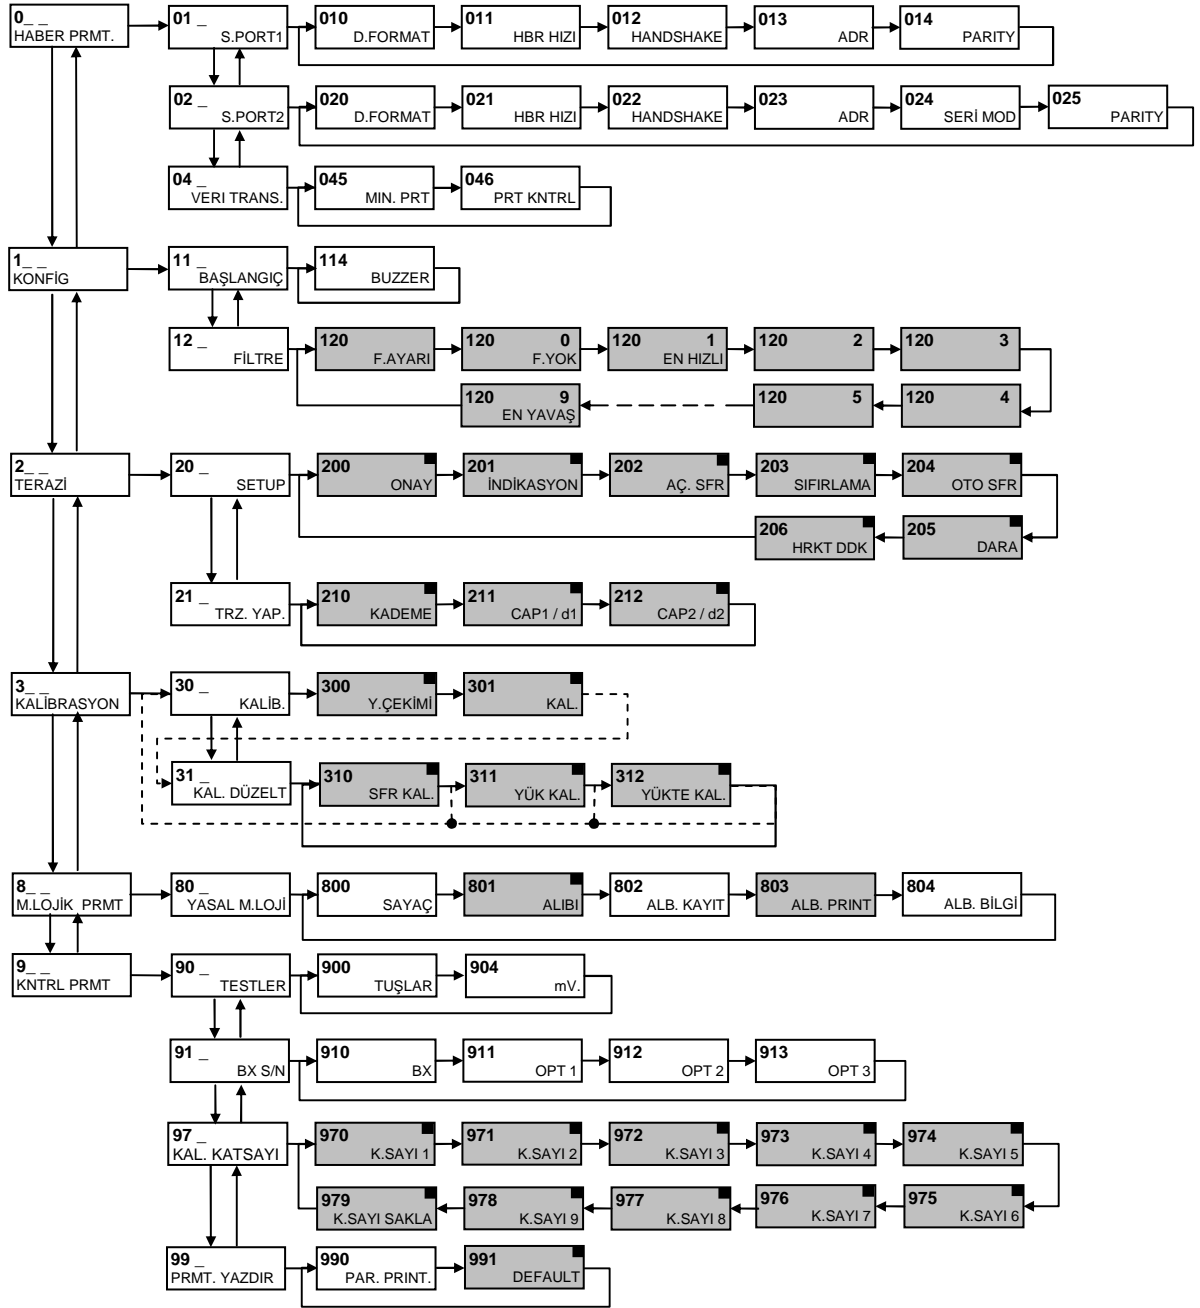 0_ _
HABER PRMT.
01 _
S.PORT1
010
D.FORMAT
011
HBR HIZI
012
HANDSHAKE
013
ADR
014
PARITY
02 _
S.PORT2
020
D.FORMAT
021
HBR HIZI
022
HANDSHAKE
023
ADR
024
SERİ MOD
025
PARITY
04 _
VERI TRANS.
045
MIN. PRT
046
PRT KNTRL
1_ _
KONFİG
11 _
BAŞLANGIÇ
114
BUZZER
12 _
FİLTRE
120
F.AYARI
120 0
F.YOK
120 1
EN HIZLI
120 2
120 3
120 9
EN YAVAŞ
120 5
120 4
2_ _
TERAZİ
20 _
SETUP
200
ONAY
201
İNDİKASYON
202
AÇ. SFR
203
SIFIRLAMA
204
OTO SFR
206
HRKT DDK
205
DARA
21 _
TRZ. YAP.
210
KADEME
211
CAP1 / d1
212
CAP2 / d2
3_ _
KALİBRASYON
30 _
KALİB.
300
Y.ÇEKİMİ
301
KAL.
31 _
KAL. DÜZELT
310
SFR KAL.
311
YÜK KAL.
312
YÜKTE KAL.
8_ _
M.LOJİK PRMT
80 _
YASAL M.LOJİ
800
SAYAÇ
801
ALIBI
802
ALB. KAYIT
803
ALB. PRINT
804
ALB. BİLGİ
9_ _
KNTRL PRMT
90 _
TESTLER
900
TUŞLAR
904
mV.
91 _
BX S/N
910
BX
911
OPT 1
912
OPT 2
913
OPT 3
97 _
KAL. KATSAYI
970
K.SAYI 1
971
K.SAYI 2
972
K.SAYI 3
973
K.SAYI 4
974
K.SAYI 5
979
K.SAYI SAKLA
978
K.SAYI 9
977
K.SAYI 8
976
K.SAYI 7
975
K.SAYI 6
99 _
PRMT. YAZDIR
990
PAR. PRINT.
991
DEFAULT